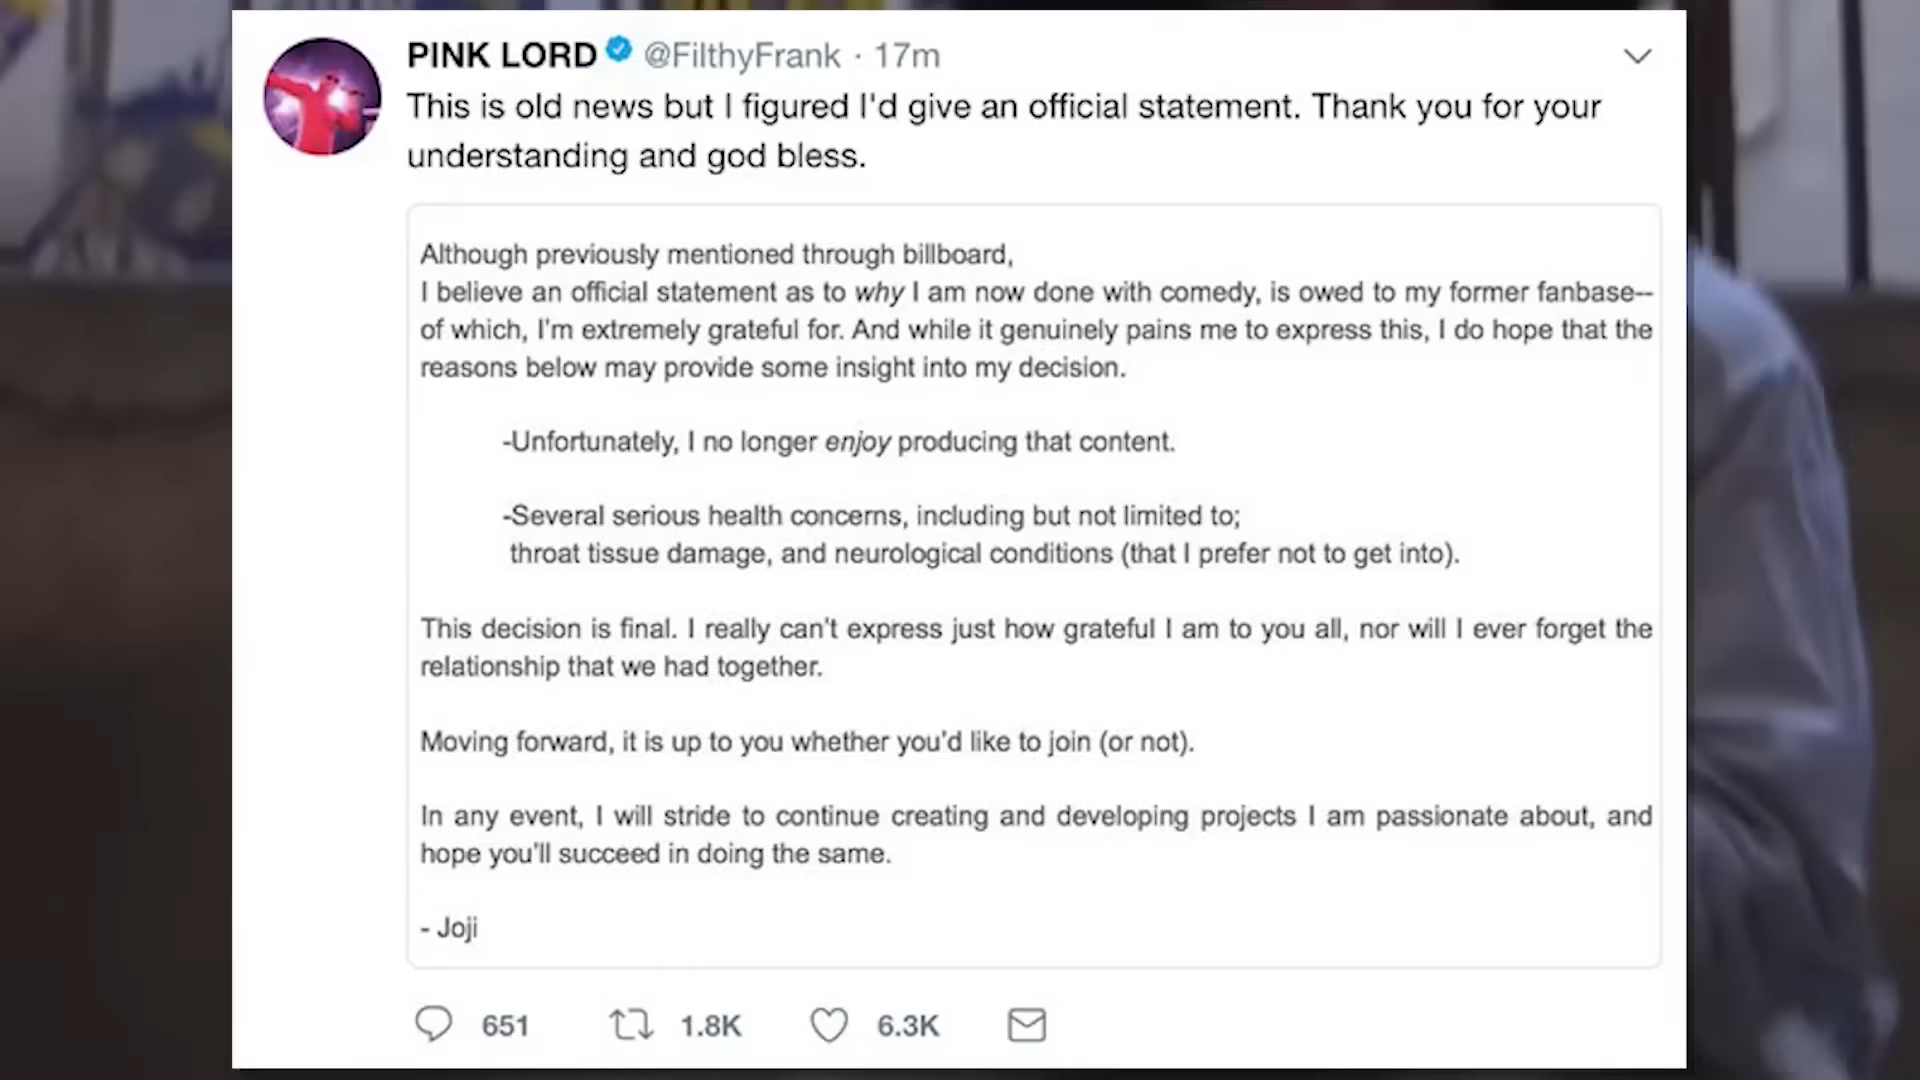 PINK LORD @FilthyFrank · 17m
This is old news but I figured I'd give an official statement. Thank you for your
understanding and god bless.
Although previously mentioned through billboard,
I believe an official statement as to why I am now done with comedy, is owed to my former fanbase--
of which, I'm extremely grateful for. And while it genuinely pains me to express this, I do hope that the
reasons below may provide some insight into my decision.
-Unfortunately, I no longer enjoy producing that content.
-Several serious health concerns, including but not limited to;
throat tissue damage, and neurological conditions (that I prefer not to get into).
This decision is final. I really can't express just how grateful I am to you all, nor will I ever forget the
relationship that we had together.
Moving forward, it is up to you whether you'd like to join (or not).
In any event, I will stride to continue creating and developing projects I am passionate about, and
hope you'll succeed in doing the same.
- Joji
651 1.8K 6.3K